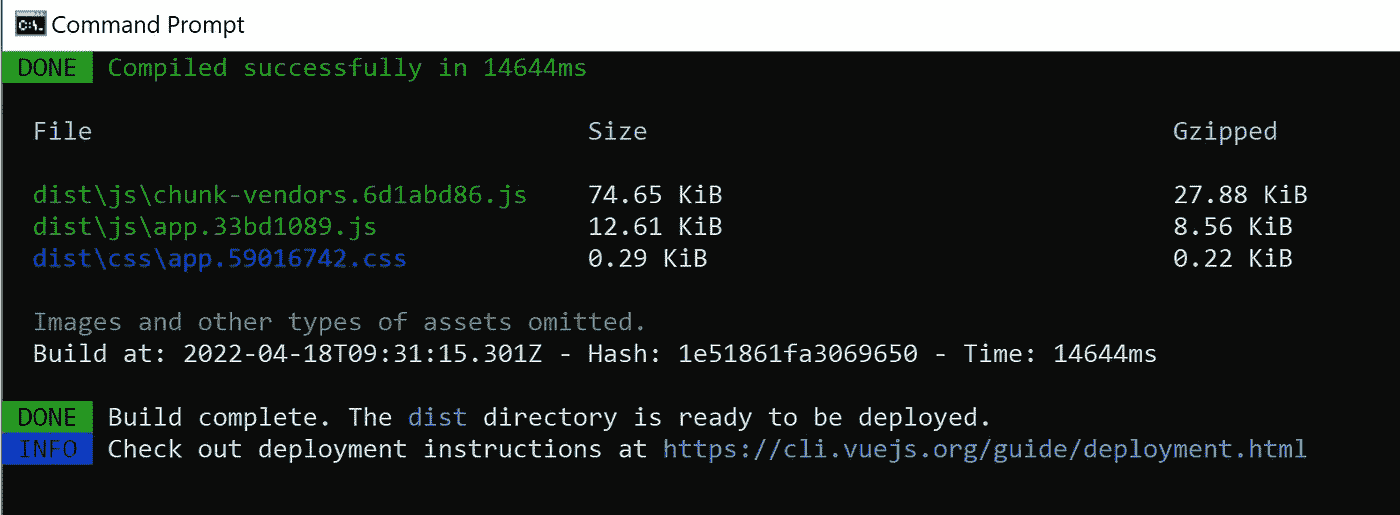 Command Prompt
DONE Compiled successfully in 14644ms
File Size Gzipped
dist\js\chunk-vendors.6d1abd86.js 74.65 KiB 27.88 KiB
dist\js\app.33bd1089.js 12.61 KiB 8.56 KiB
dist\css\app.59016742.css 0.29 KiB 0.22 KiB
Images and other types of assets omitted.
Build at: 2022-04-18T09:31:15.301Z - Hash: 1e51861fa3069650 - Time: 14644ms
DONE Build complete. The dist directory is ready to be deployed.
INFO Check out deployment instructions at https://cli.vuejs.org/guide/deployment.html